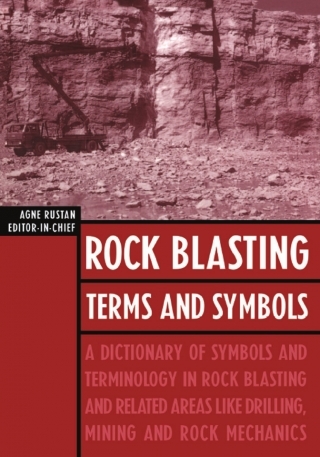 AGNE RUSTAN
EDITOR-IN-CHIEF
ROCK BLASTING
TERMS AND SYMBOLS
A DICTIONARY OF SYMBOLS AND
TERMINOLOGY IN ROCK BLASTING
AND RELATED AREAS LIKE DRILLING,
MINING AND ROCK MECHANICS